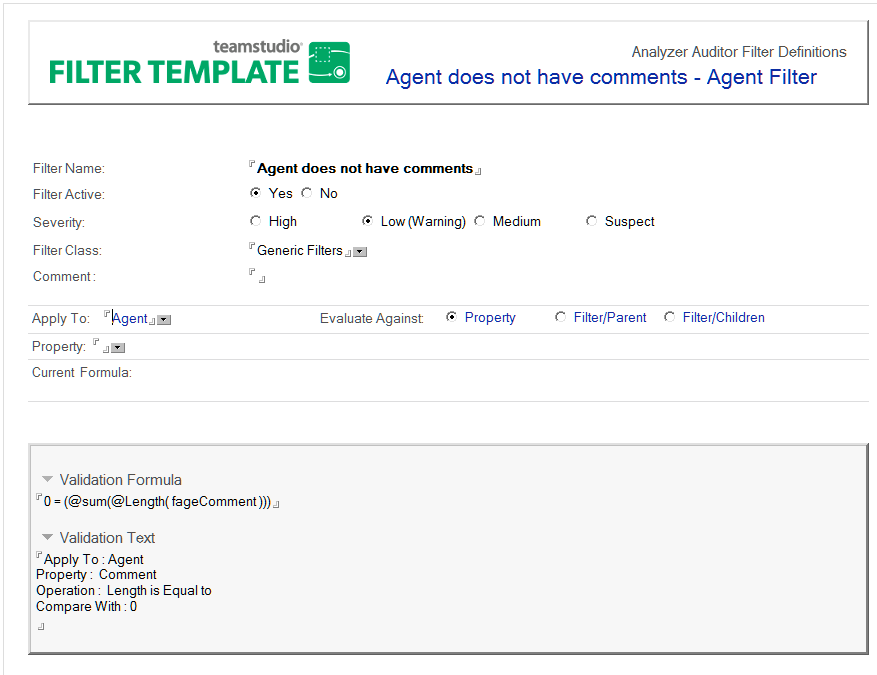 teamstudio®
FILTER TEMPLATE
Analyzer Auditor Filter Definitions
Agent does not have comments - Agent Filter
Filter Name: Agent does not have comments
Filter Active: Yes No
Severity: High Low (Warning) Medium Suspect
Filter Class: Generic Filters
Comment :
Apply To: Agent Evaluate Against: Property Filter/Parent Filter/Children
Property:
Current Formula:
Validation Formula
0 = (@sum(@Length( fageComment )))
Validation Text
Apply To : Agent
Property : Comment
Operation : Length is Equal to
Compare With : 0